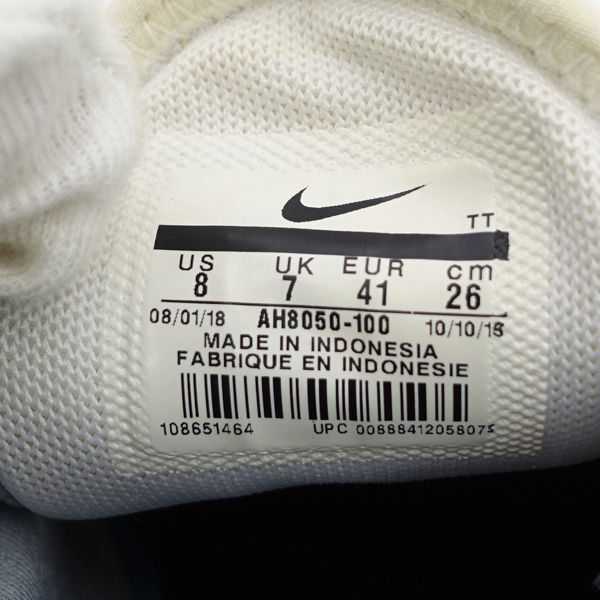 TT
US UK EUR cm
8 7 41 26
08/01/18 AH8050-100 10/10/18
MADE IN INDONESIA
FABRIQUE EN INDONESIE
108651464 UPC 00888412058075